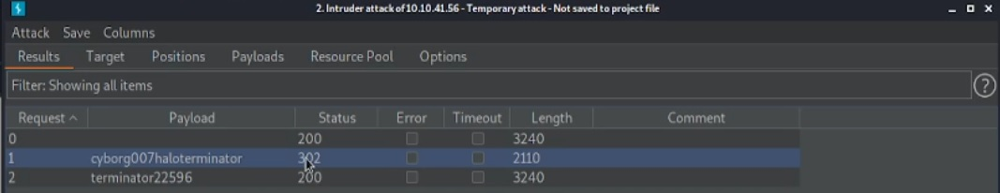 2. Intruder attack of 10.10.41.56 - Temporary attack - Not saved to project file
Attack Save Columns
Results Target Positions Payloads Resource Pool Options
Filter: Showing all items ?
Request Payload Status Error Timeout Length Comment
0 200 3240
1 cyborg007haloterminator 302 2110
2 terminator22596 200 3240